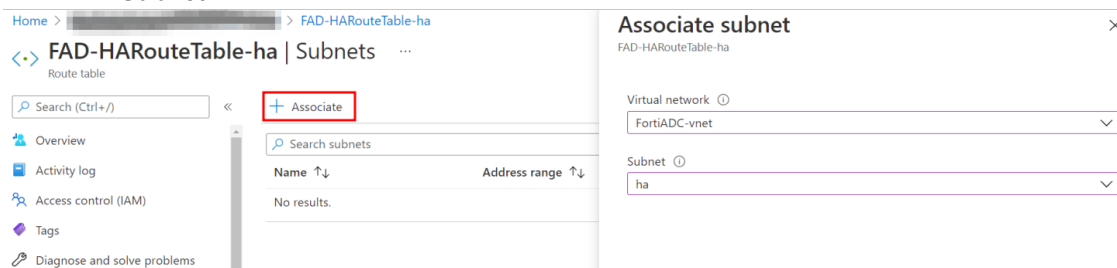 Home > > FAD-HARouteTable-ha
FAD-HARouteTable-ha | Subnets ...
Route table
Search (Ctrl+/) «
Overview
Activity log
Access control (IAM)
Tags
Diagnose and solve problems
+ Associate
Search subnets
Name ↑↓ Address range ↑↓
No results.
Associate subnet
FAD-HARouteTable-ha
Virtual network
FortiADC-vnet
Subnet
ha